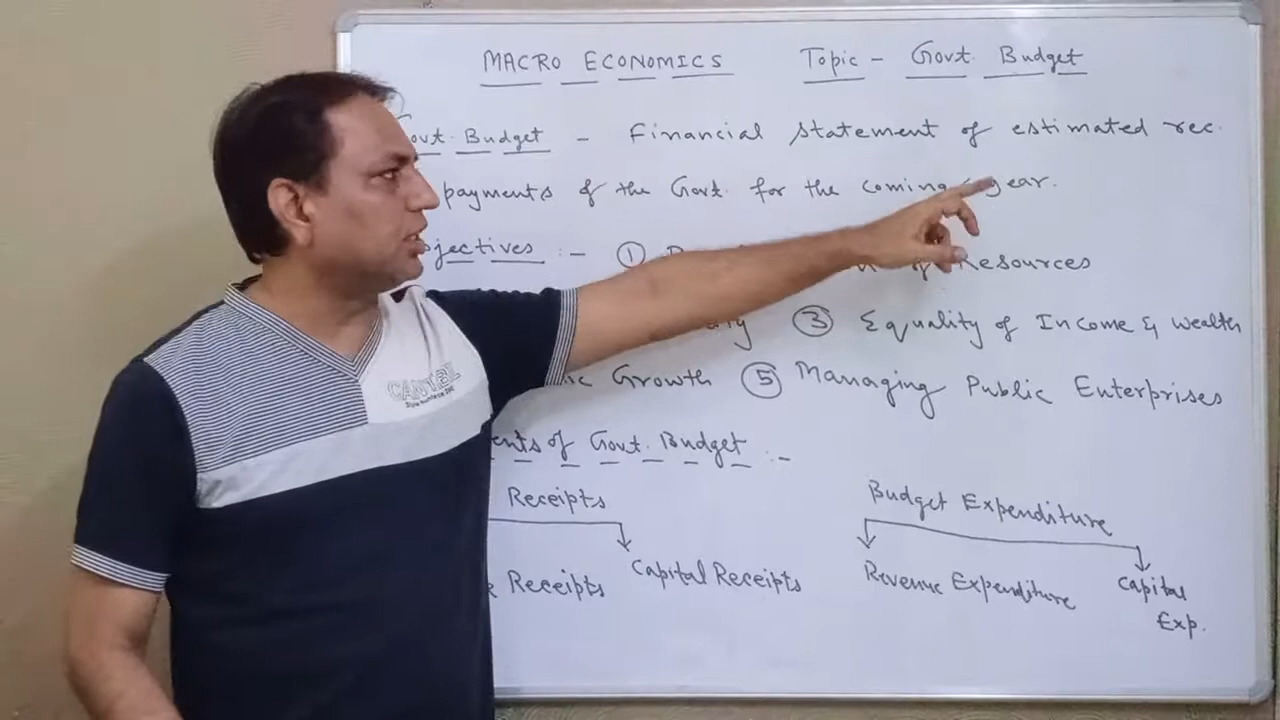 MACRO ECONOMICS Topic - Govt. Budget
Govt. Budget - Financial statement of estimated rec.
payments of the Govt. for the coming year.
jectives :- ① Resources
③ Equality of Income & Wealth
ic Growth ⑤ Managing Public Enterprises
ents of Govt. Budget :-
Receipts Budget Expenditure
Receipts Capital Receipts Revenue Expenditure Capital
Exp.